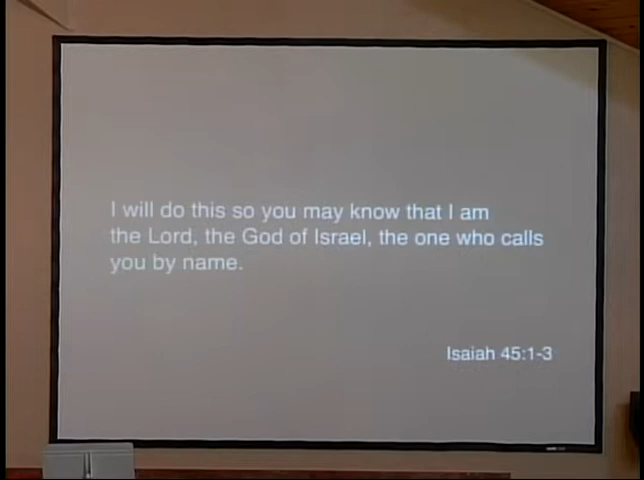 I will do this so you may know that I am
the Lord, the God of Israel, the one who calls
you by name.
Isaiah 45:1-3